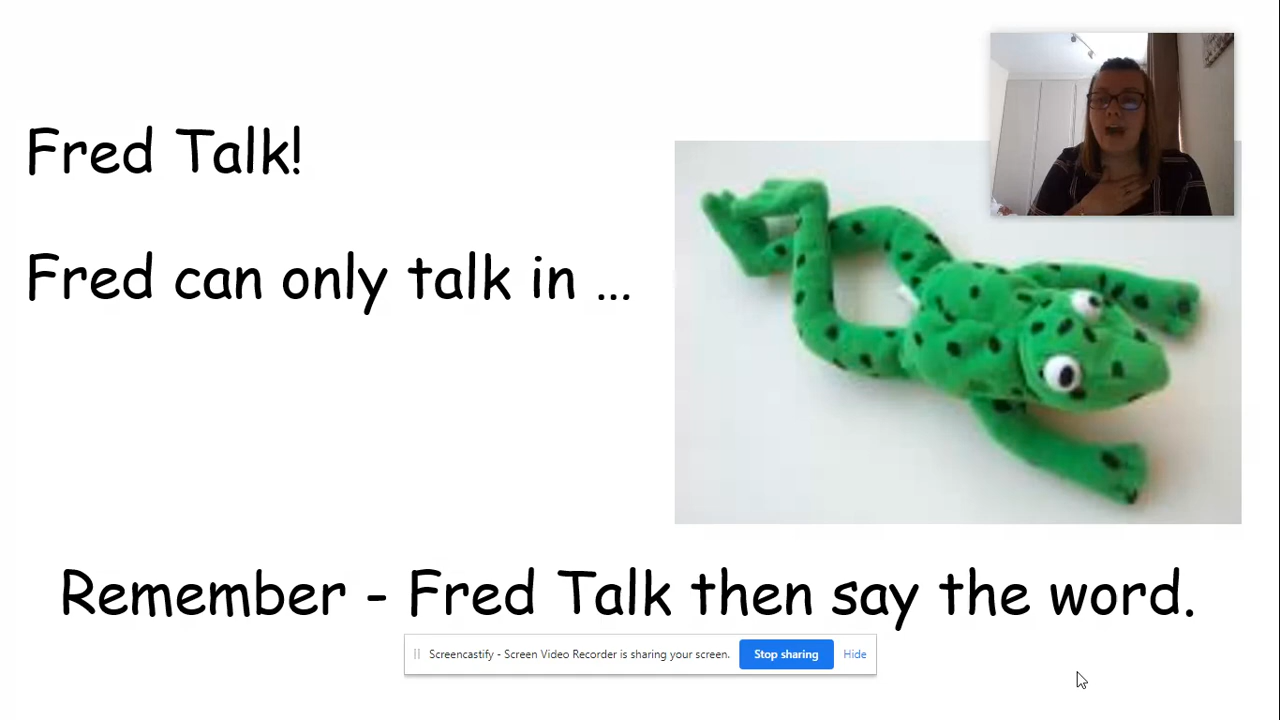 Fred Talk!
Fred can only talk in ...
Remember - Fred Talk then say the word.
Screencastify - Screen Video Recorder is sharing your screen. Stop sharing Hide